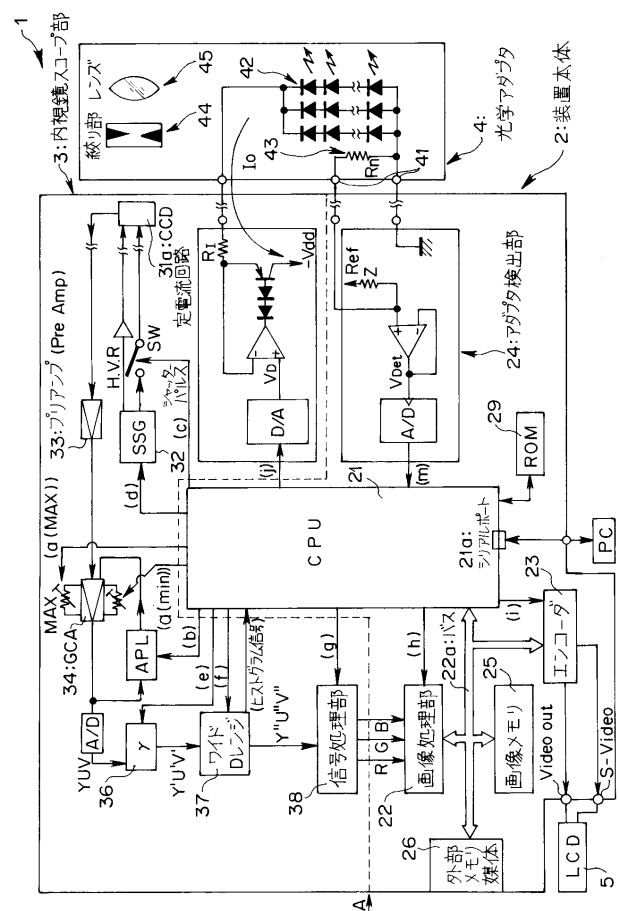 1
3:内視鏡スコープ部
絞り部
レンズ
44
45
42
43
Rn
41
4:
光学アダプタ
2:装置本体
31a:CCD
定電流回路
Io
RI
-Vdd
VD
D/A
(j)
Ref
Z
VDet
A/D
(m)
24:アダプタ検出部
33:プリアンプ(Pre Amp)
H.V.R
SW
シャッター
パルス
(c)
SSG
32
(d)
(a(MAX))
MAX
34:GCA
(a(min))
APL
(b)
A/D
YUV
γ
36
(e)
(f)
(ヒストグラム信号)
Y'U'V'
ワイド
Dレンジ
37
Y"U"V"
CPU
21
21a:
シリアルポート
ROM
29
PC
(g)
信号処理部
38
R
G
B
(h)
画像処理部
22
22a:バス
(i)
エンコーダ
23
画像メモリ
25
外部
メモリ
媒体
26
Video out
S-Video
LCD
5
A